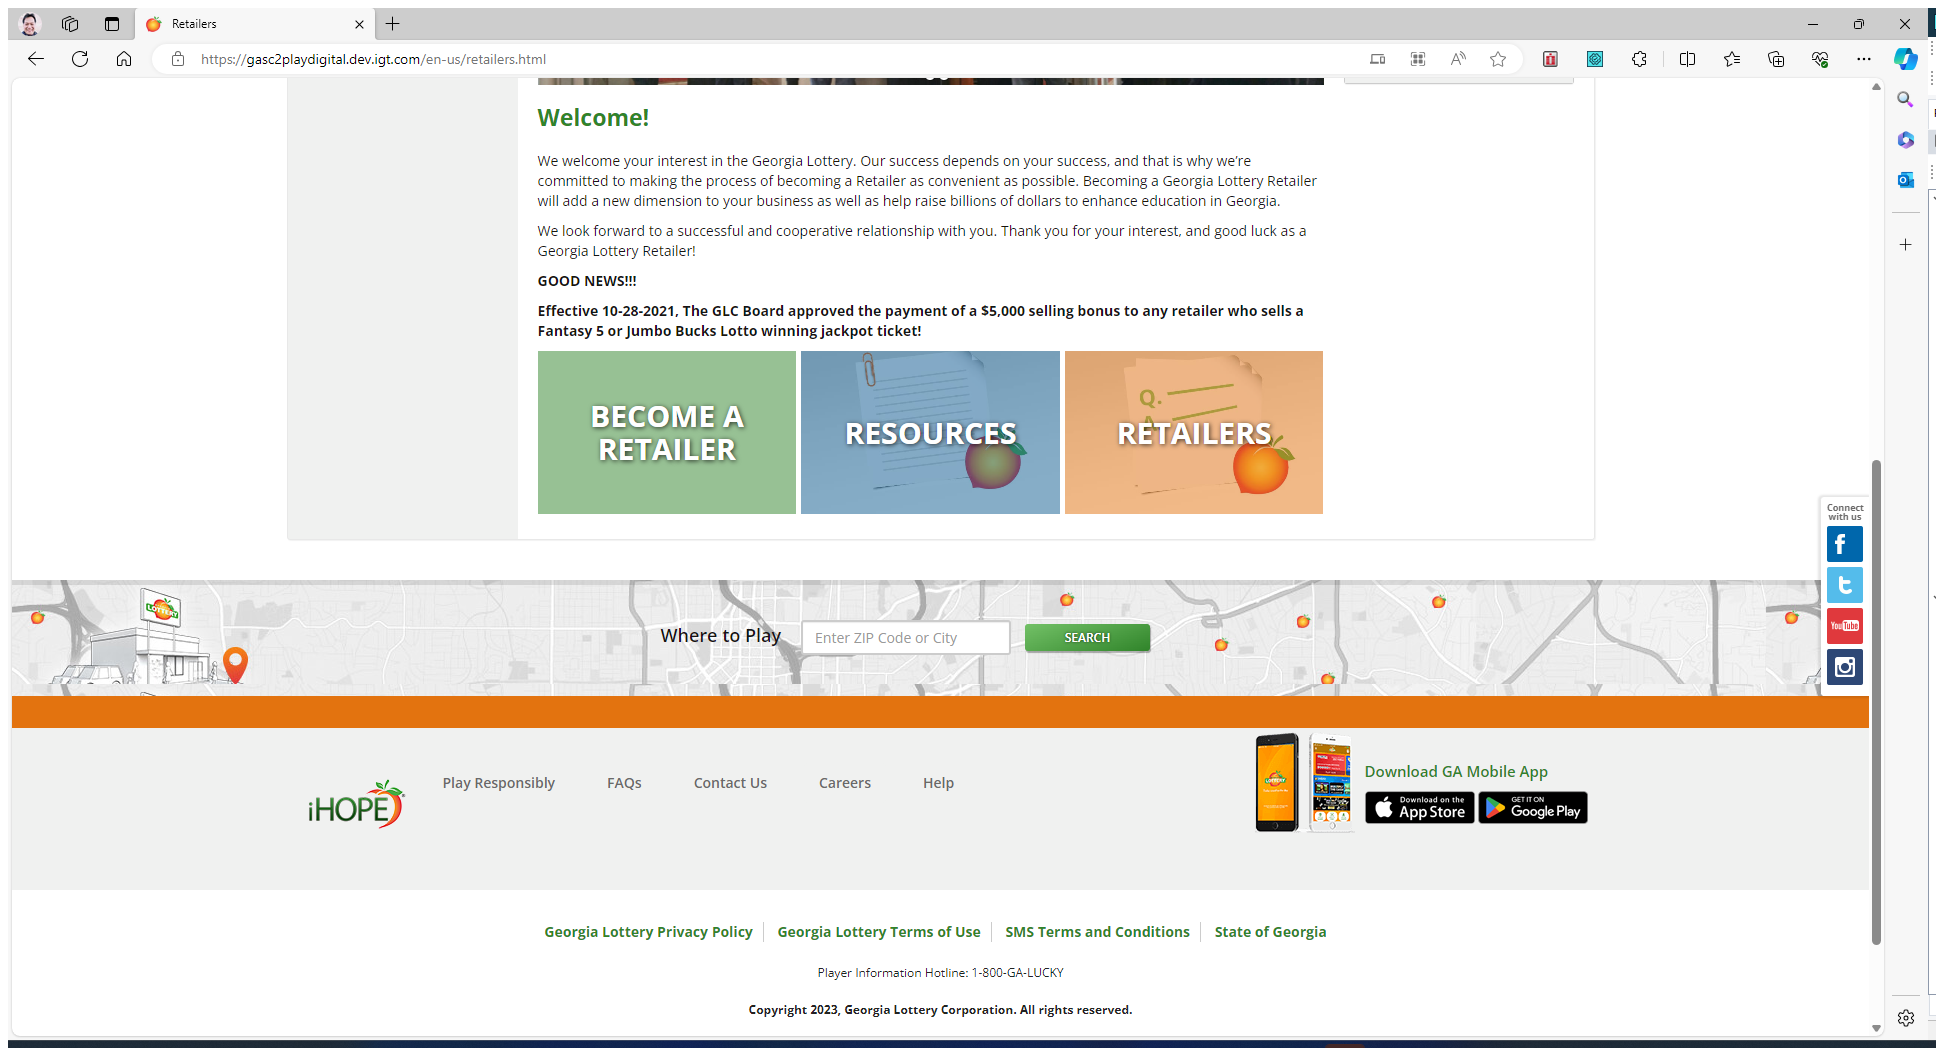 Retailers
https://gasc2playdigital.dev.igt.com/en-us/retailers.html
Welcome!
We welcome your interest in the Georgia Lottery. Our success depends on your success, and that is why we’re
committed to making the process of becoming a Retailer as convenient as possible. Becoming a Georgia Lottery Retailer
will add a new dimension to your business as well as help raise billions of dollars to enhance education in Georgia.
We look forward to a successful and cooperative relationship with you. Thank you for your interest, and good luck as a
Georgia Lottery Retailer!
GOOD NEWS!!!
Effective 10-28-2021, The GLC Board approved the payment of a $5,000 selling bonus to any retailer who sells a
Fantasy 5 or Jumbo Bucks Lotto winning jackpot ticket!
BECOME A
RETAILER
RESOURCES
Q.
A.
RETAILERS
Connect
with us
f
t
You Tube
LOTTERY
Where to Play
Enter ZIP Code or City
SEARCH
iHOPE
Play Responsibly
FAQs
Contact Us
Careers
Help
Download GA Mobile App
Download on the
App Store
GET IT ON
Google Play
Georgia Lottery Privacy Policy
Georgia Lottery Terms of Use
SMS Terms and Conditions
State of Georgia
Player Information Hotline: 1-800-GA-LUCKY
Copyright 2023, Georgia Lottery Corporation. All rights reserved.